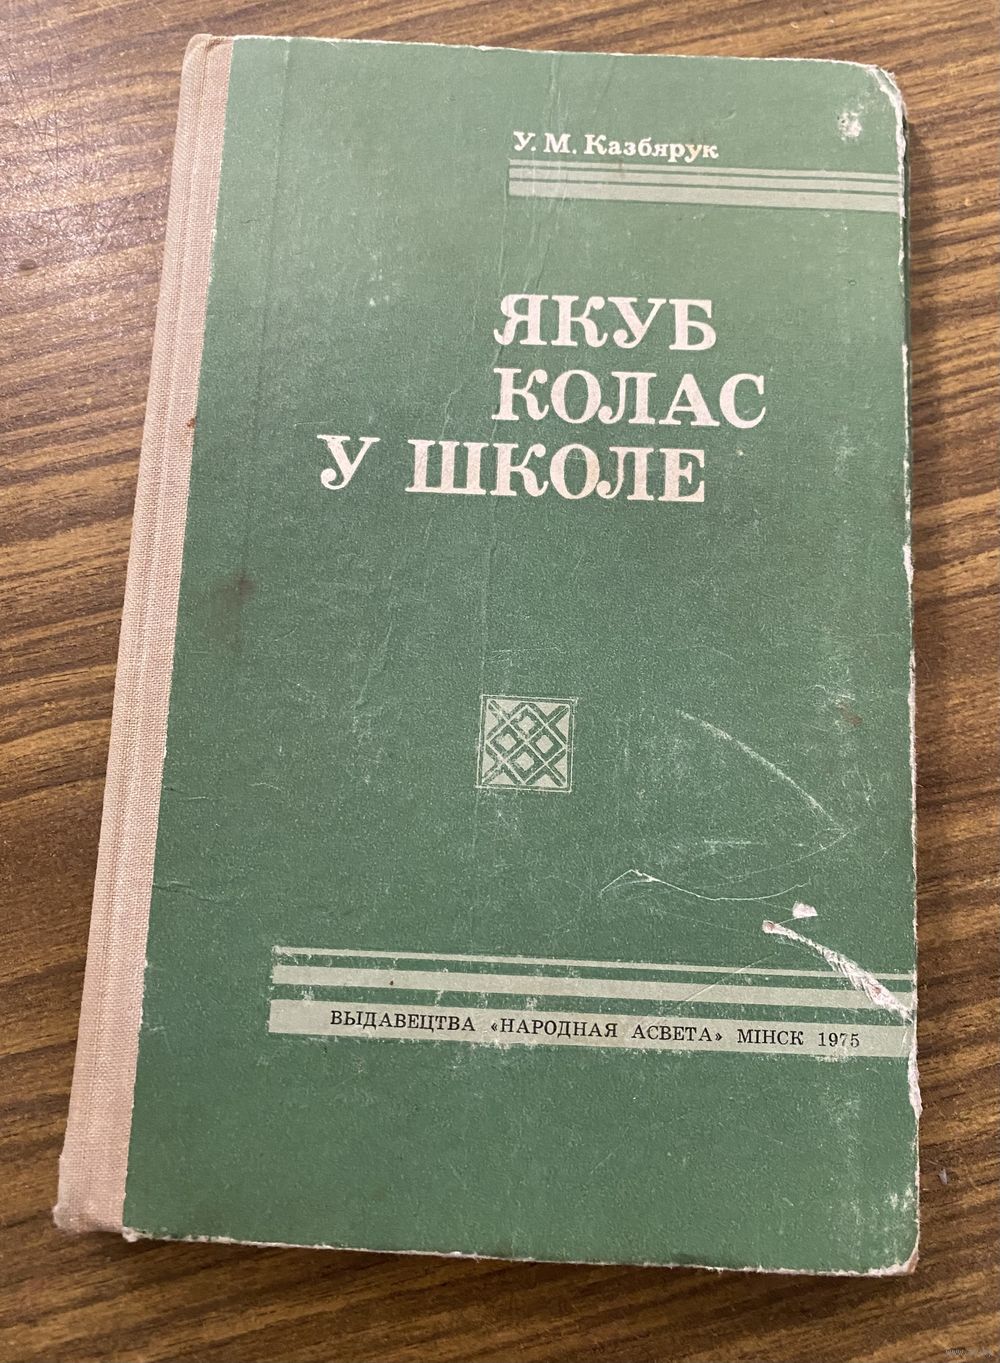 У. М. Казбярук
ЯКУБ
КОЛАС
У ШКОЛЕ
ВЫДАВЕЦТВА «НАРОДНАЯ АСВЕТА» МІНСК 1975